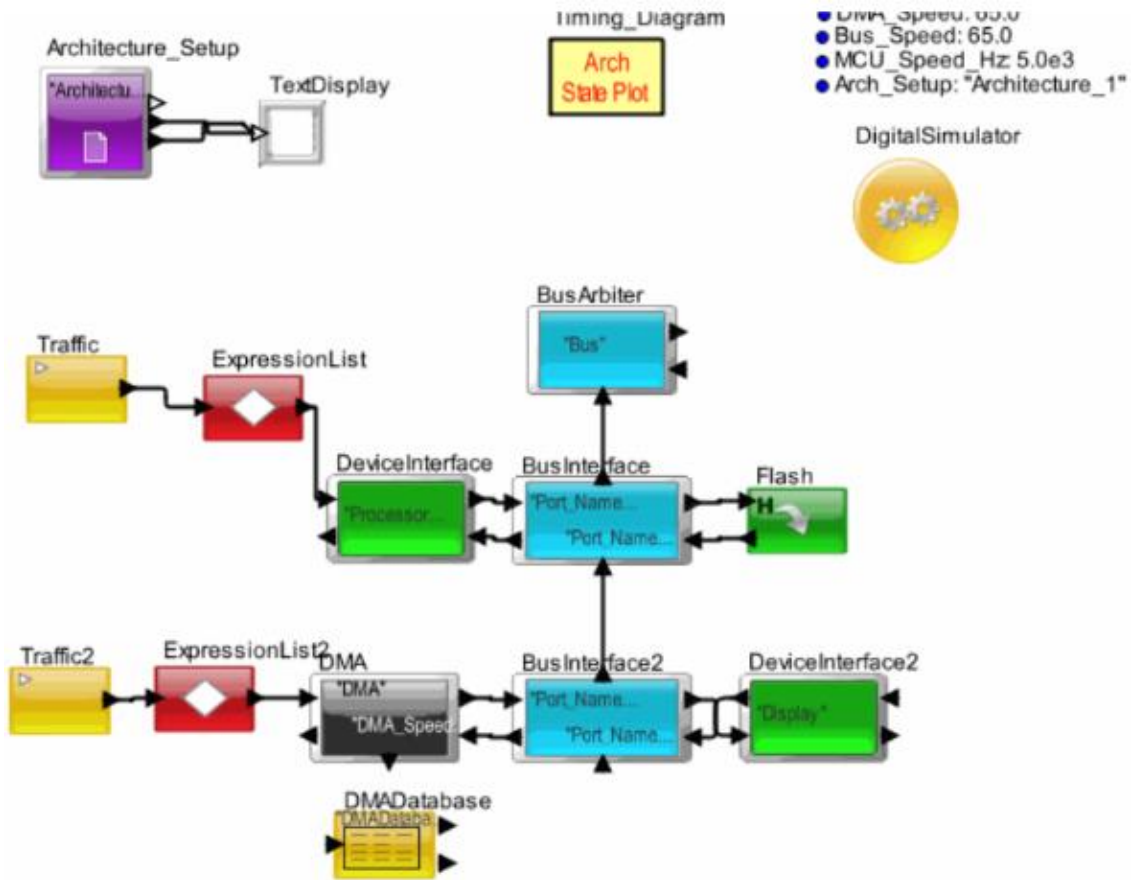 Timing_Diagram
DMA_Speed: 65.0
Bus_Speed: 65.0
MCU_Speed_Hz: 5.0e3
Arch_Setup: "Architecture_1"
Architecture_Setup
"Architectu...
TextDisplay
Arch
State Plot
DigitalSimulator
BusArbiter
"Bus"
Traffic
ExpressionList
DeviceInterface
"Processor...
BusInterface
"Port_Name...
"Port_Name...
Flash
H
Traffic2
ExpressionList2
DMA
"DMA"
"DMA_Speed...
BusInterface2
"Port_Name...
"Port_Name...
DeviceInterface2
"Display"
DMADatabase
"DMADataba